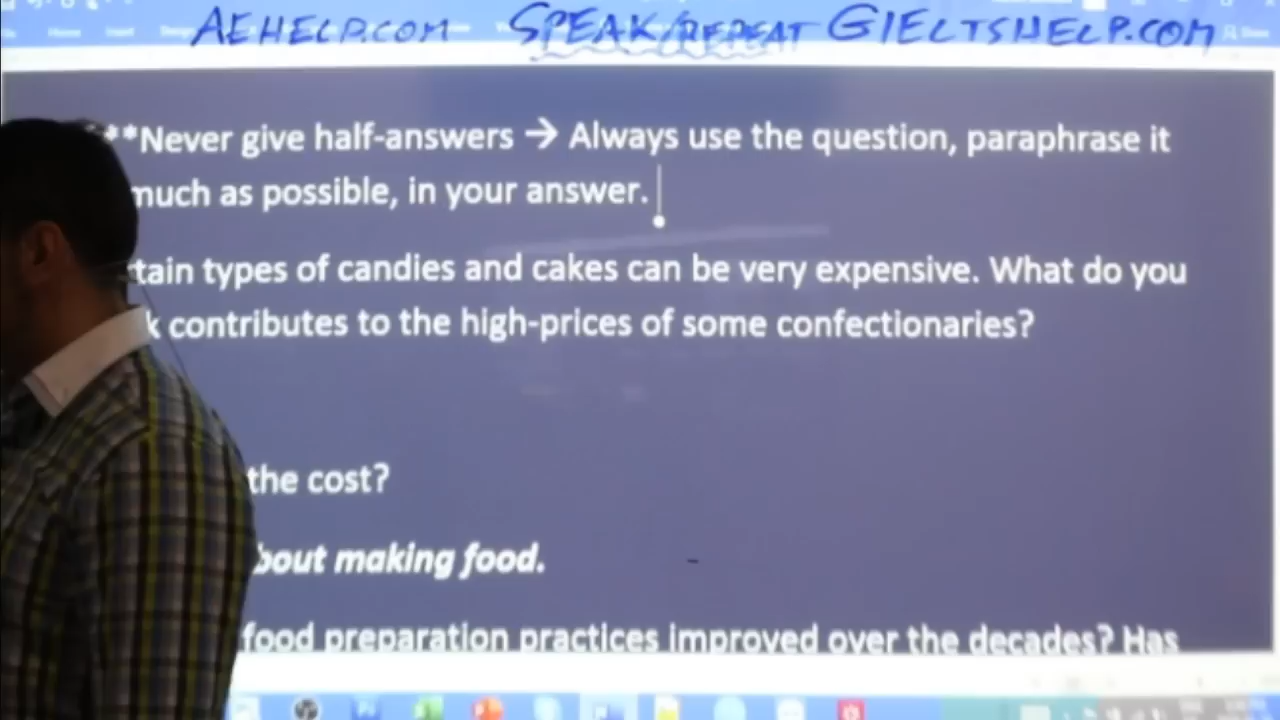 AEHELP.COM SPEAK/REPEAT GIELTSHELP.COM
**Never give half-answers → Always use the question, paraphrase it
much as possible, in your answer.
tain types of candies and cakes can be very expensive. What do you
k contributes to the high-prices of some confectionaries?
the cost?
bout making food.
food preparation practices improved over the decades? Has